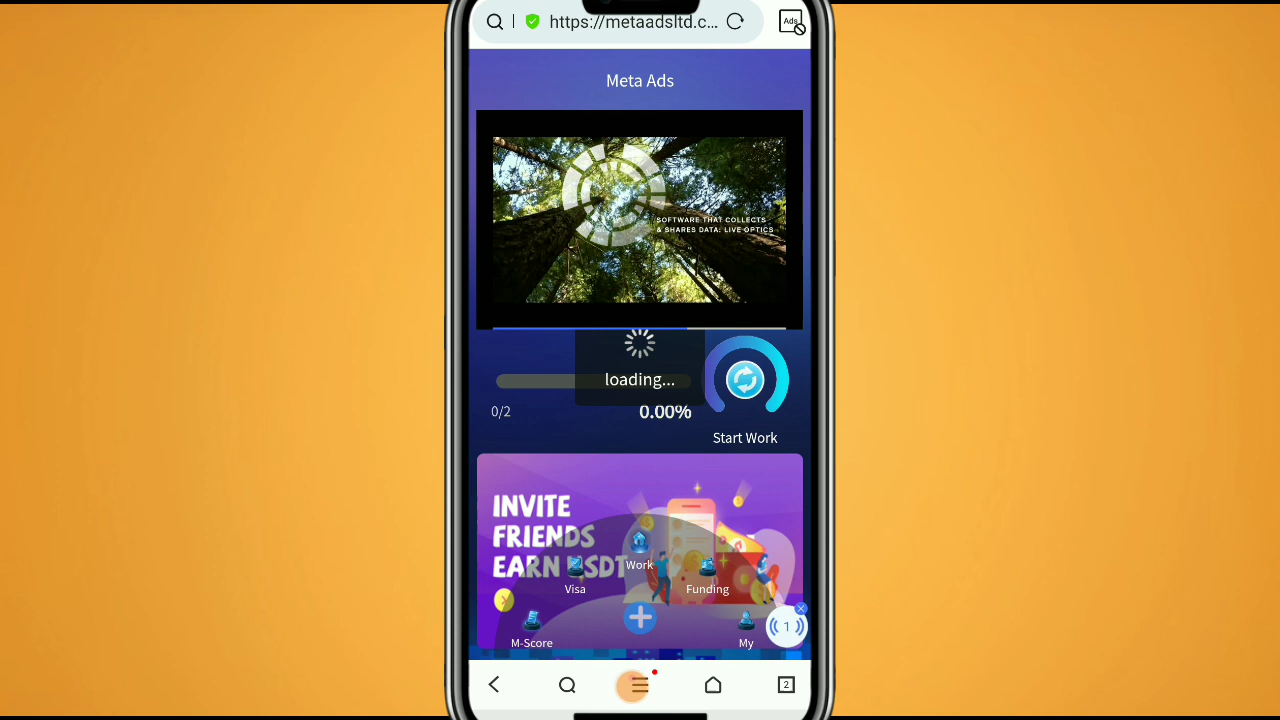 https://metaadsltd.c...
Ads
Meta Ads
SOFTWARE THAT COLLECTS
& SHARES DATA: LIVE OPTICS
loading...
0/2
0.00%
Start Work
INVITE
FRIENDS
EARN USDT
Work
Visa
Funding
M-Score
My
1
2